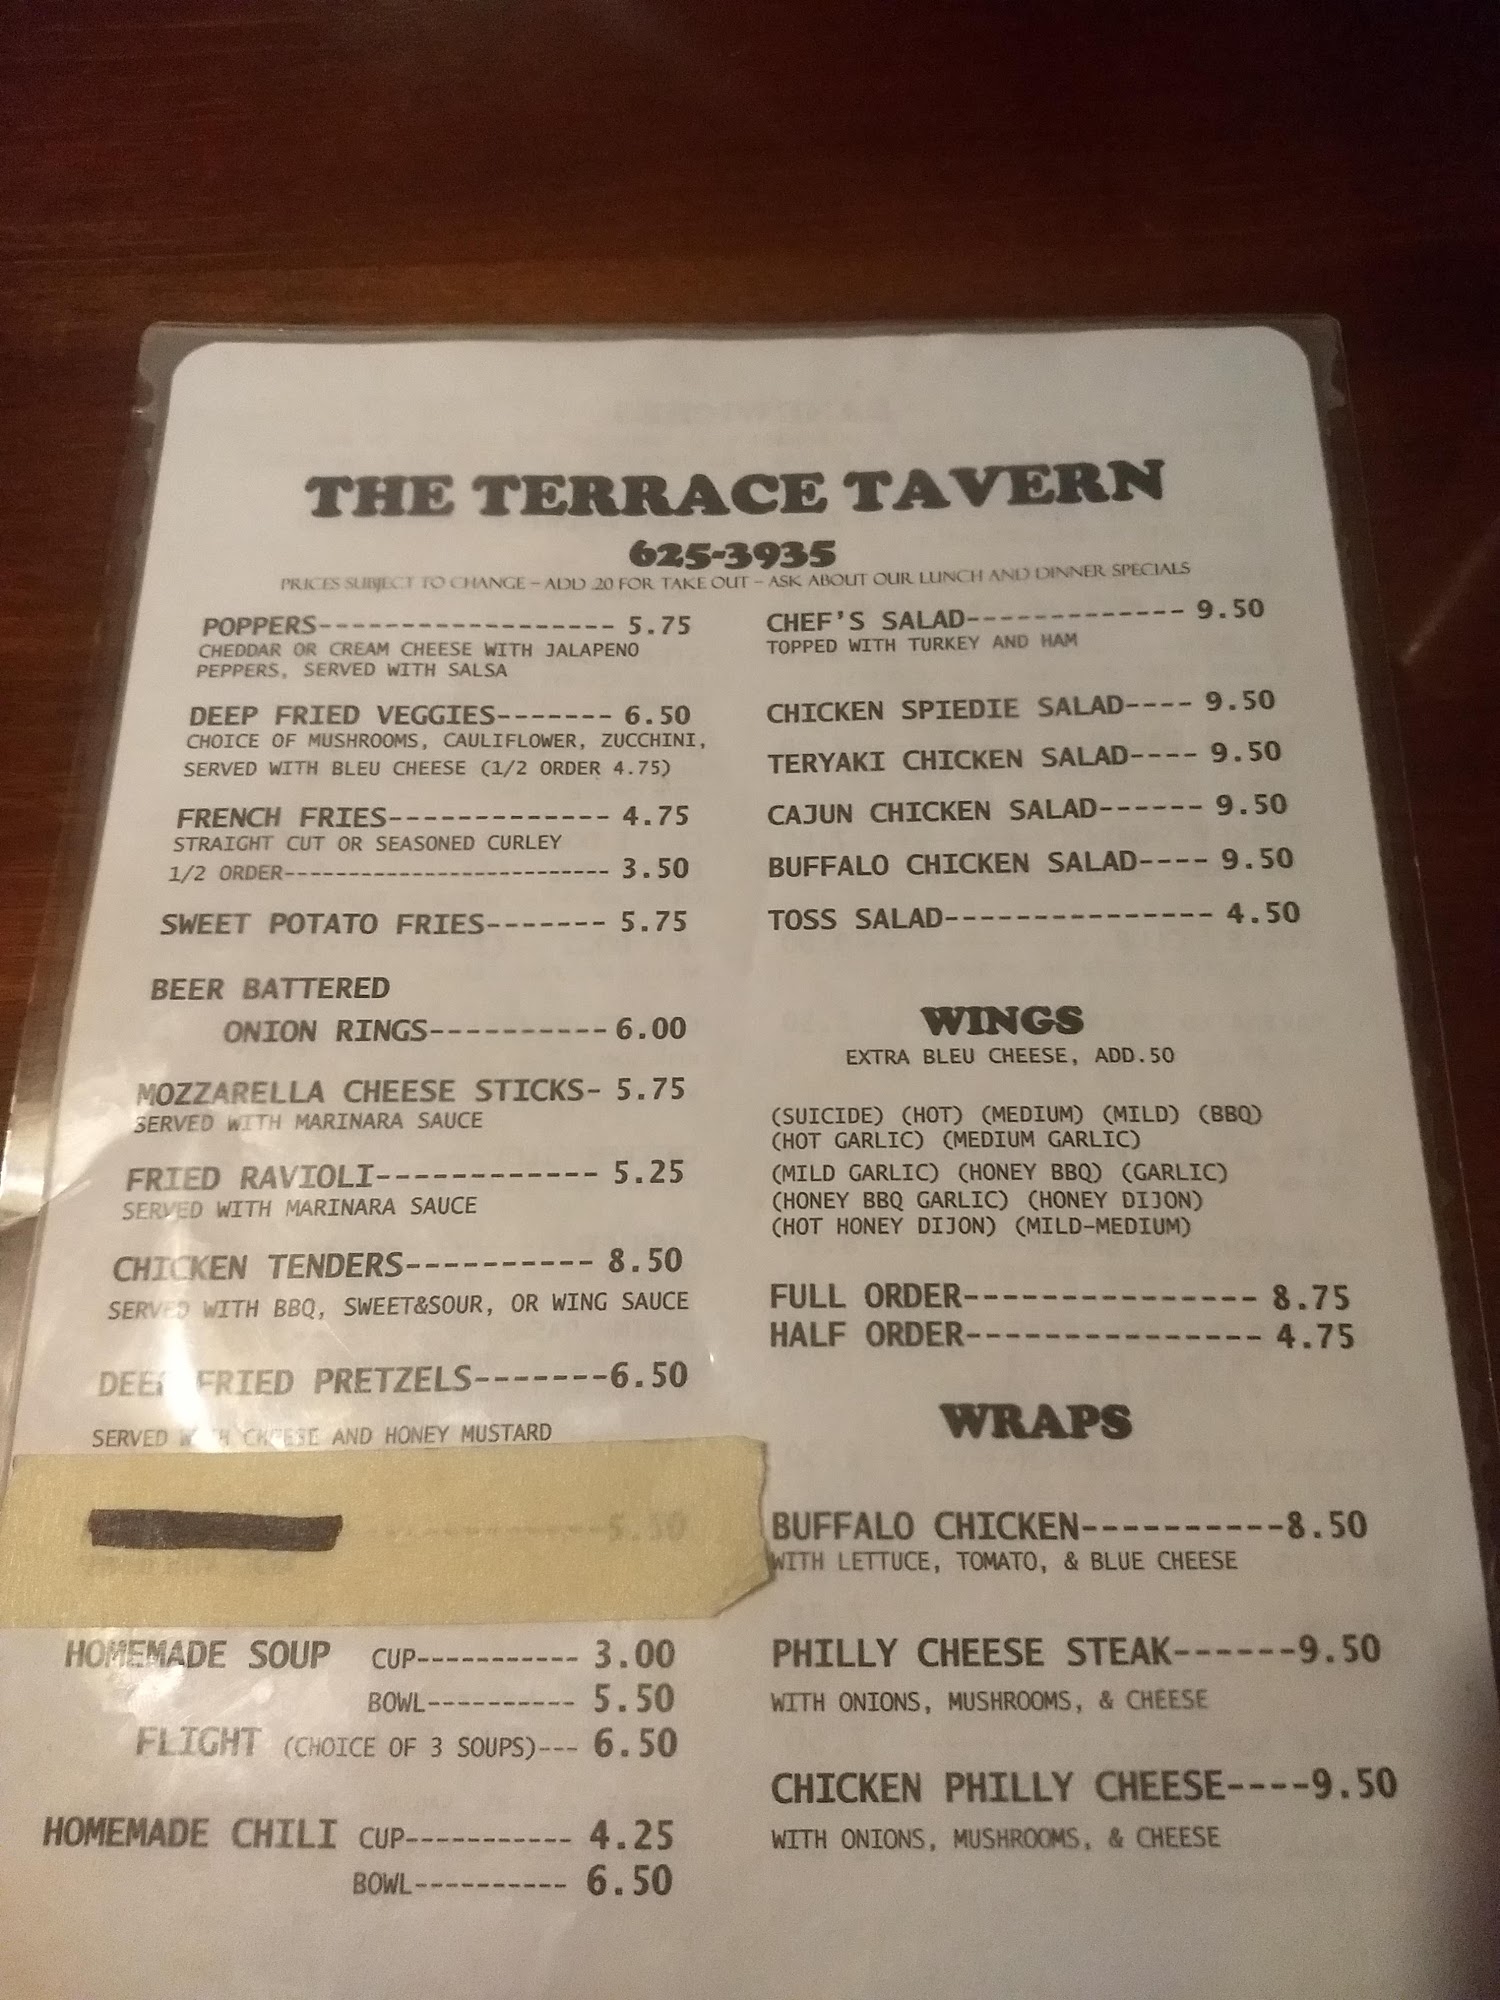 THE TERRACE TAVERN
625-3935
PRICES SUBJECT TO CHANGE – ADD .20 FOR TAKE OUT – ASK ABOUT OUR LUNCH AND DINNER SPECIALS
POPPERS------------------ 5.75
CHEDDAR OR CREAM CHEESE WITH JALAPENO
PEPPERS, SERVED WITH SALSA
DEEP FRIED VEGGIES------- 6.50
CHOICE OF MUSHROOMS, CAULIFLOWER, ZUCCHINI,
SERVED WITH BLEU CHEESE (1/2 ORDER 4.75)
FRENCH FRIES------------- 4.75
STRAIGHT CUT OR SEASONED CURLEY
1/2 ORDER-------------------------- 3.50
SWEET POTATO FRIES------- 5.75
BEER BATTERED
ONION RINGS---------- 6.00
MOZZARELLA CHEESE STICKS- 5.75
SERVED WITH MARINARA SAUCE
FRIED RAVIOLI------------ 5.25
SERVED WITH MARINARA SAUCE
CHICKEN TENDERS---------- 8.50
SERVED WITH BBQ, SWEET&SOUR, OR WING SAUCE
DEEP FRIED PRETZELS-------6.50
SERVED WITH CHEESE AND HONEY MUSTARD
HOMEMADE SOUP CUP----------- 3.00
BOWL---------- 5.50
FLIGHT (CHOICE OF 3 SOUPS)--- 6.50
HOMEMADE CHILI CUP----------- 4.25
BOWL---------- 6.50
CHEF'S SALAD------------- 9.50
TOPPED WITH TURKEY AND HAM
CHICKEN SPIEDIE SALAD---- 9.50
TERYAKI CHICKEN SALAD---- 9.50
CAJUN CHICKEN SALAD------ 9.50
BUFFALO CHICKEN SALAD---- 9.50
TOSS SALAD--------------- 4.50
WINGS
EXTRA BLEU CHEESE, ADD.50
(SUICIDE) (HOT) (MEDIUM) (MILD) (BBQ)
(HOT GARLIC) (MEDIUM GARLIC)
(MILD GARLIC) (HONEY BBQ) (GARLIC)
(HONEY BBQ GARLIC) (HONEY DIJON)
(HOT HONEY DIJON) (MILD-MEDIUM)
FULL ORDER--------------- 8.75
HALF ORDER--------------- 4.75
WRAPS
BUFFALO CHICKEN----------8.50
WITH LETTUCE, TOMATO, & BLUE CHEESE
PHILLY CHEESE STEAK------9.50
WITH ONIONS, MUSHROOMS, & CHEESE
CHICKEN PHILLY CHEESE----9.50
WITH ONIONS, MUSHROOMS, & CHEESE